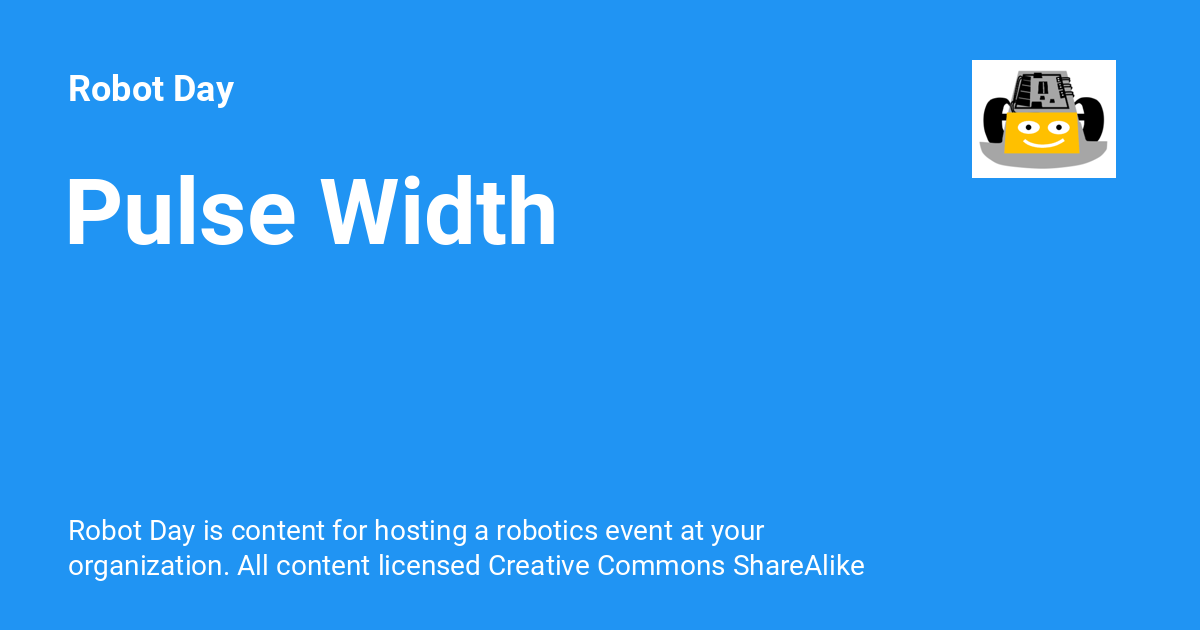 Robot Day
Pulse Width
Robot Day is content for hosting a robotics event at your
organization. All content licensed Creative Commons ShareAlike